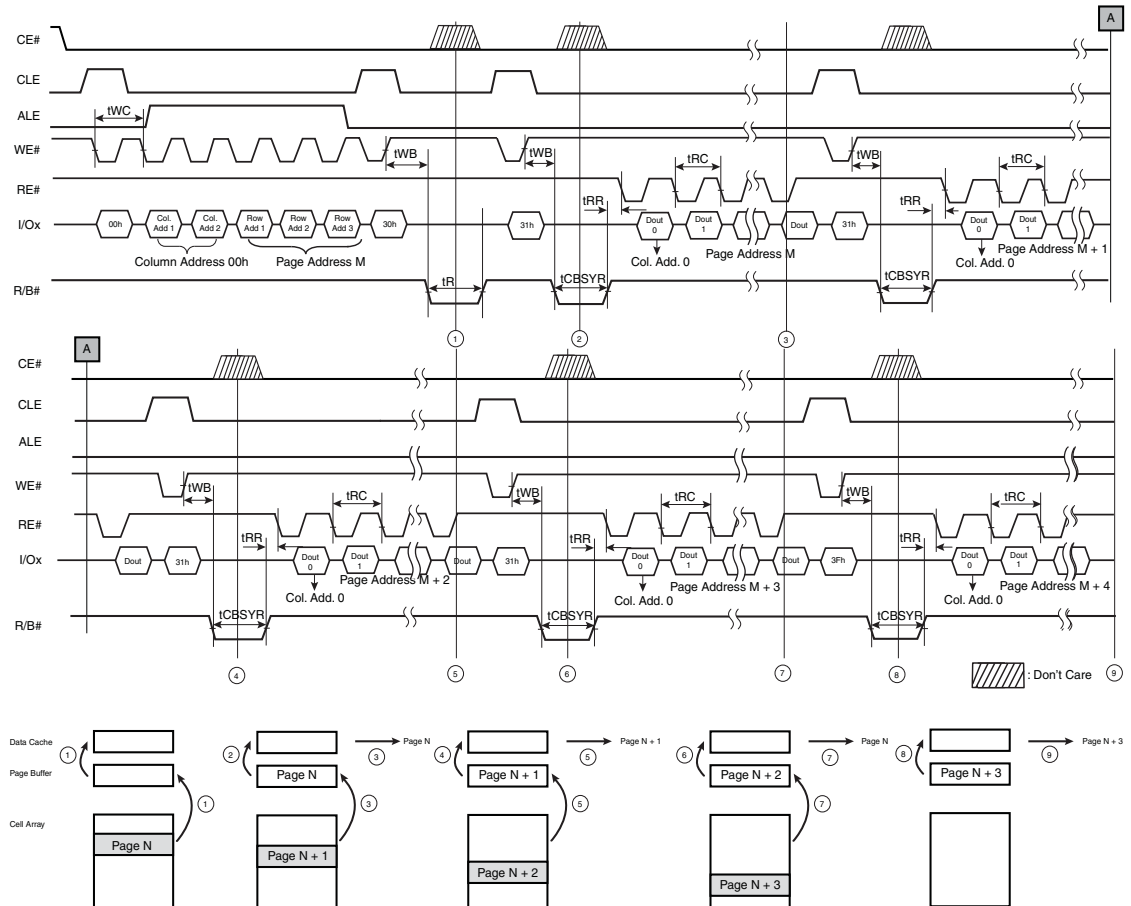 A
CE#
CLE
ALE
tWC
WE#
tWB
tWB
tWB
RE#
tRC
tRC
tRR
tRR
I/Ox
00h
Col. Add 1
Col. Add 2
Row Add 1
Row Add 2
Row Add 3
30h
31h
Dout 0
Dout 1
Dout
31h
Dout 0
Dout 1
Column Address 00h
Page Address M
Col. Add. 0
Page Address M
Col. Add. 0
Page Address M + 1
R/B#
tR
tCBSYR
tCBSYR
1
2
3
A
CE#
CLE
ALE
WE#
tWB
tWB
tWB
RE#
tRC
tRC
tRC
tRR
tRR
tRR
I/Ox
Dout
31h
Dout 0
Dout 1
Dout
31h
Dout 0
Dout 1
Dout
3Fh
Dout 0
Dout 1
Col. Add. 0
Page Address M + 2
Col. Add. 0
Page Address M + 3
Col. Add. 0
Page Address M + 4
R/B#
tCBSYR
tCBSYR
tCBSYR
4
5
6
7
8
9
: Don't Care
Data Cache
Page Buffer
Cell Array
1
1
Page N
2
Page N
3
Page N
3
Page N + 1
4
Page N + 1
5
Page N + 1
5
Page N + 2
6
Page N + 2
7
Page N
7
Page N + 3
8
Page N + 3
9
Page N + 3